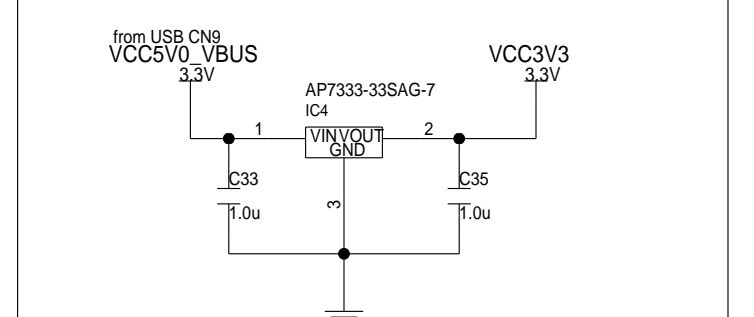 from USB CN9
VCC5V0_VBUS
3.3V
VCC3V3
3.3V
AP7333-33SAG-7
IC4
1
VIN VOUT
GND
2
3
C33
1.0u
C35
1.0u